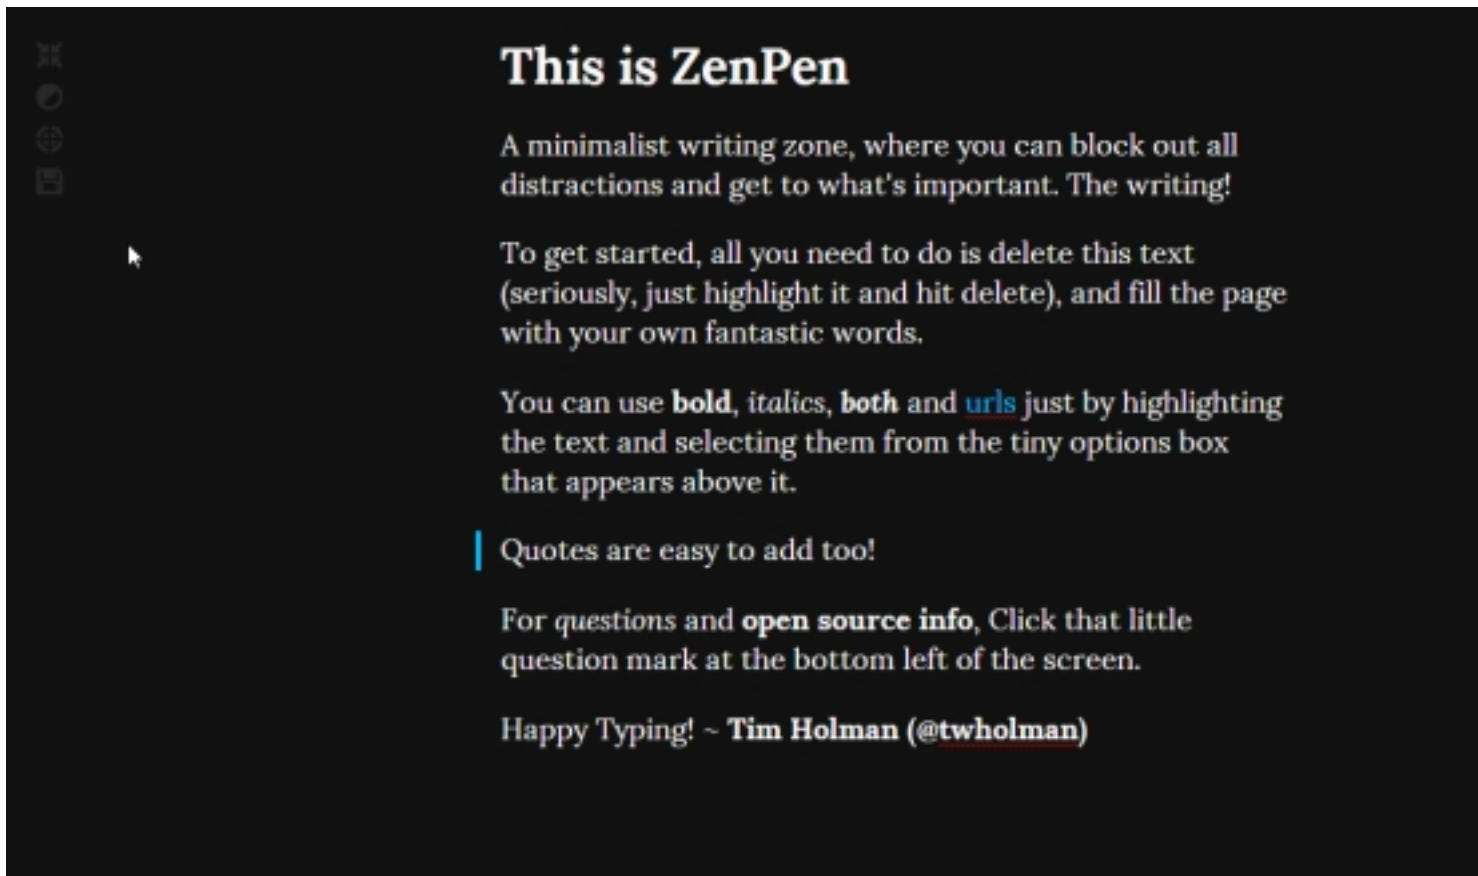 This is ZenPen
A minimalist writing zone, where you can block out all
distractions and get to what's important. The writing!
To get started, all you need to do is delete this text
(seriously, just highlight it and hit delete), and fill the page
with your own fantastic words.
You can use bold, italics, both and urls just by highlighting
the text and selecting them from the tiny options box
that appears above it.
Quotes are easy to add too!
For questions and open source info, Click that little
question mark at the bottom left of the screen.
Happy Typing! ~ Tim Holman (@twholman)